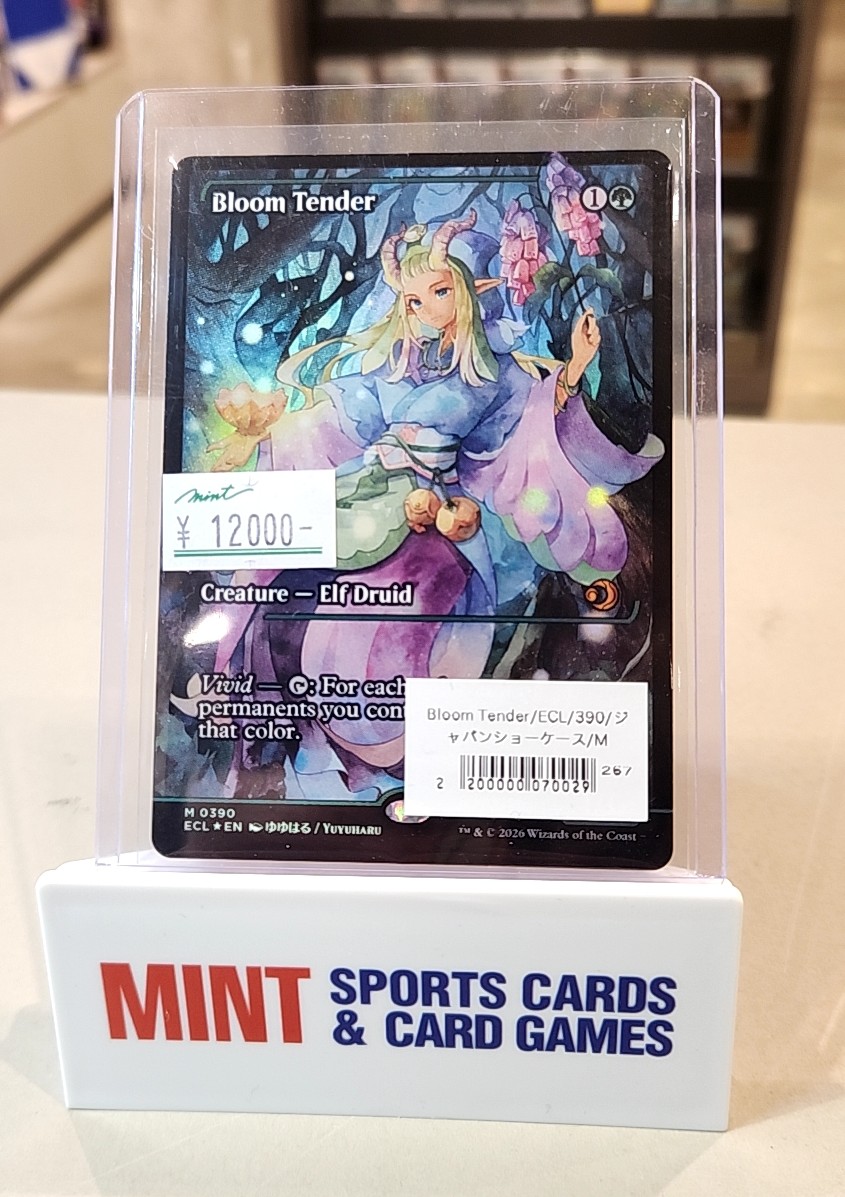 Bloom Tender
1
mint
¥ 12000-
Creature — Elf Druid
Vivid — : For each
permanents you cont
that color.
Bloom Tender/ECL/390/ジ
ャパンショーケース/M
267
2 200000 070029
M 0390
ECL★EN ゆゆはる / YUYUHARU
™ & © 2026 Wizards of the Coast
MINT SPORTS CARDS
& CARD GAMES